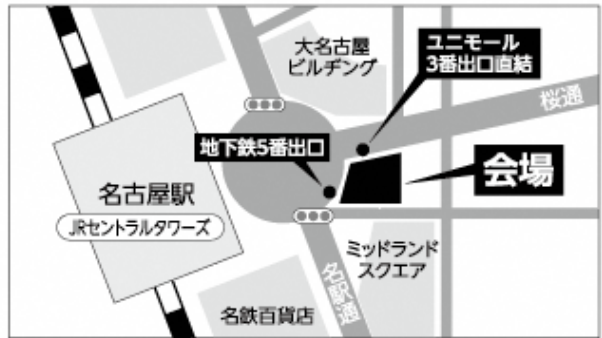 大名古屋
ビルヂング
ユニモール
3番出口直結
桜通
地下鉄5番出口
会場
名古屋駅
JRセントラルタワーズ
ミッドランド
スクエア
名駅通
名鉄百貨店